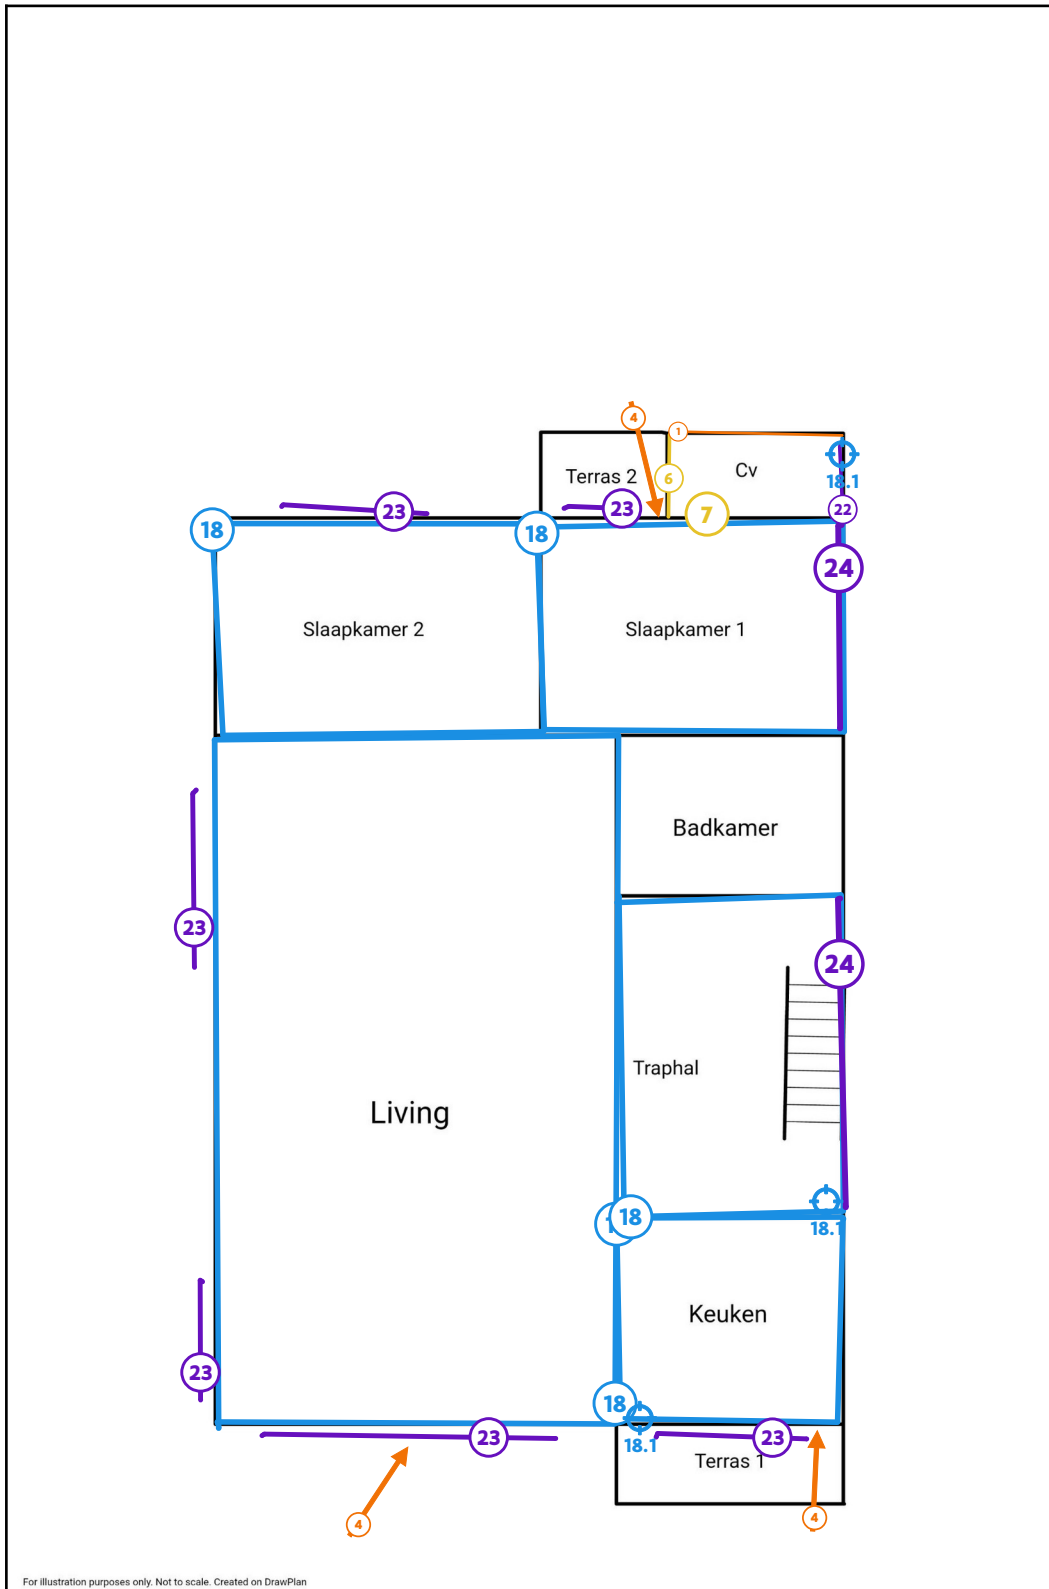 4
1
Terras 2
6
Cv
18.1
23
23
7
22
18
18
24
Slaapkamer 2
Slaapkamer 1
Badkamer
23
24
Traphal
Living
18
18.1
Keuken
23
18
18.1
23
23
Terras 1
4
4
For illustration purposes only. Not to scale. Created on DrawPlan